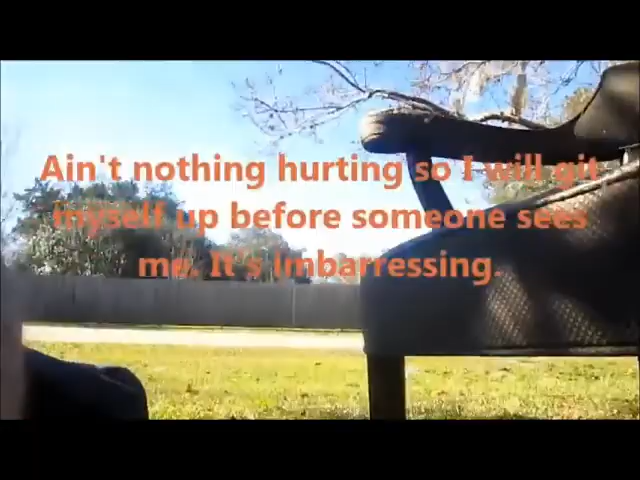 Ain't nothing hurting so I will git
myself up before someone sees
me. It's imbarressing.